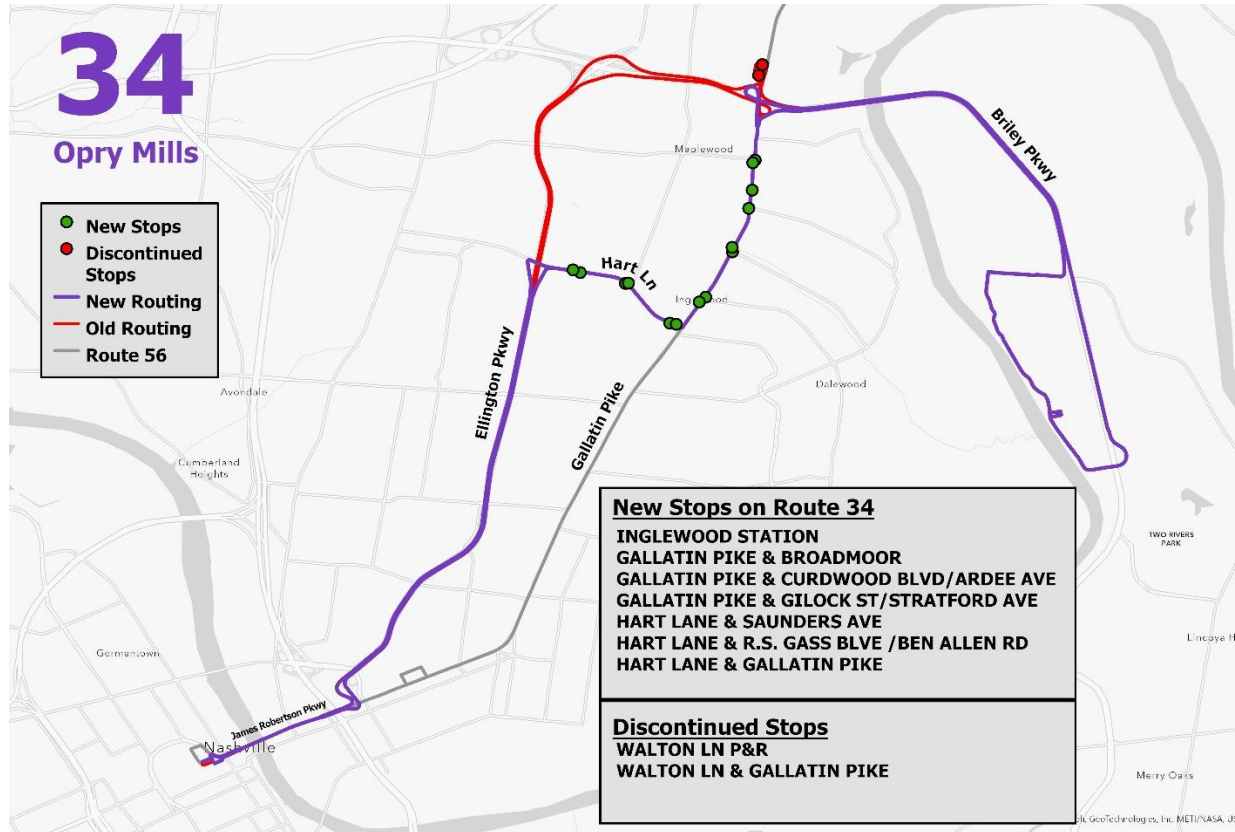 34
Opry Mills
New Stops
Discontinued
Stops
New Routing
Old Routing
Route 56
Maplewood
Briley Pkwy
Hart Ln
Ellington Pkwy
Gallatin Pike
Avondale
Dalewood
Cumberland
Heights
Germantown
James Robertson Pkwy
Nashville
TWO RIVERS
PARK
Merry Oaks
New Stops on Route 34
INGLEWOOD STATION
GALLATIN PIKE & BROADMOOR
GALLATIN PIKE & CURDWOOD BLVD/ARDEE AVE
GALLATIN PIKE & GILOCK ST/STRATFORD AVE
HART LANE & SAUNDERS AVE
HART LANE & R.S. GASS BLVE /BEN ALLEN RD
HART LANE & GALLATIN PIKE
Discontinued Stops
WALTON LN P&R
WALTON LN & GALLATIN PIKE
GeoTechnologies, Inc, METI/NASA,